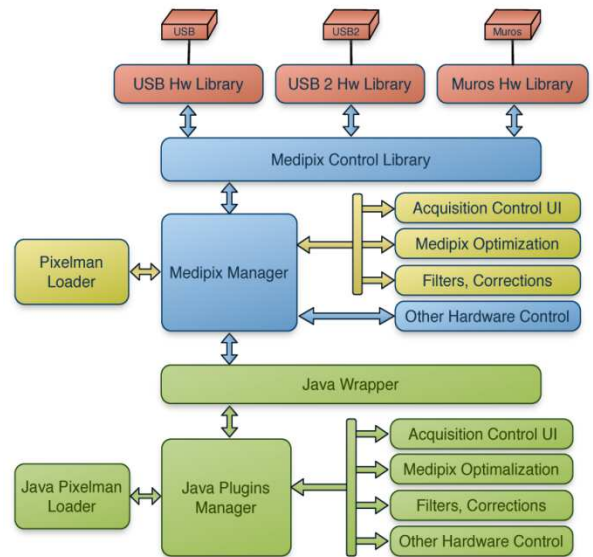 USB
USB2
Muros
USB Hw Library
USB 2 Hw Library
Muros Hw Library
Medipix Control Library
Acquisition Control UI
Medipix Optimization
Filters, Corrections
Other Hardware Control
Pixelman
Loader
Medipix Manager
Java Wrapper
Acquisition Control UI
Medipix Optimalization
Filters, Corrections
Other Hardware Control
Java Pixelman
Loader
Java Plugins
Manager